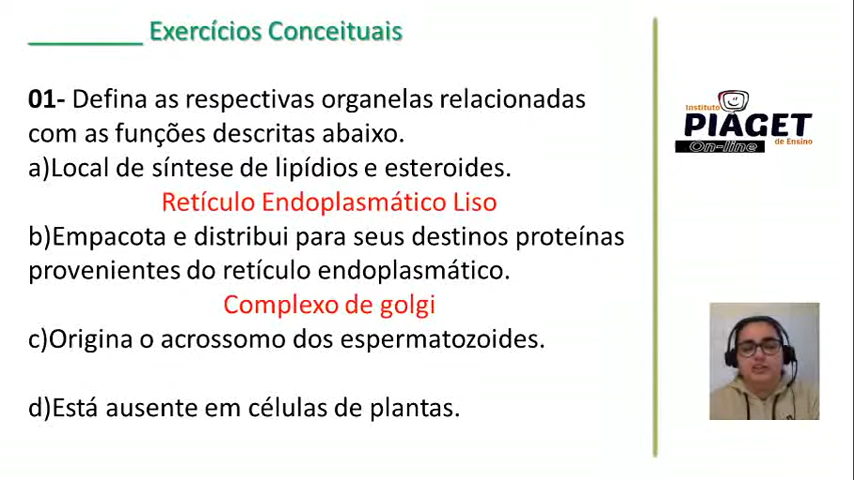 Exercícios Conceituais
01- Defina as respectivas organelas relacionadas
com as funções descritas abaixo.
a)Local de síntese de lipídios e esteroides.
Retículo Endoplasmático Liso
b)Empacota e distribui para seus destinos proteínas
provenientes do retículo endoplasmático.
Complexo de golgi
c)Origina o acrossomo dos espermatozoides.
d)Está ausente em células de plantas.
Instituto
PIAGET
On-line de Ensino